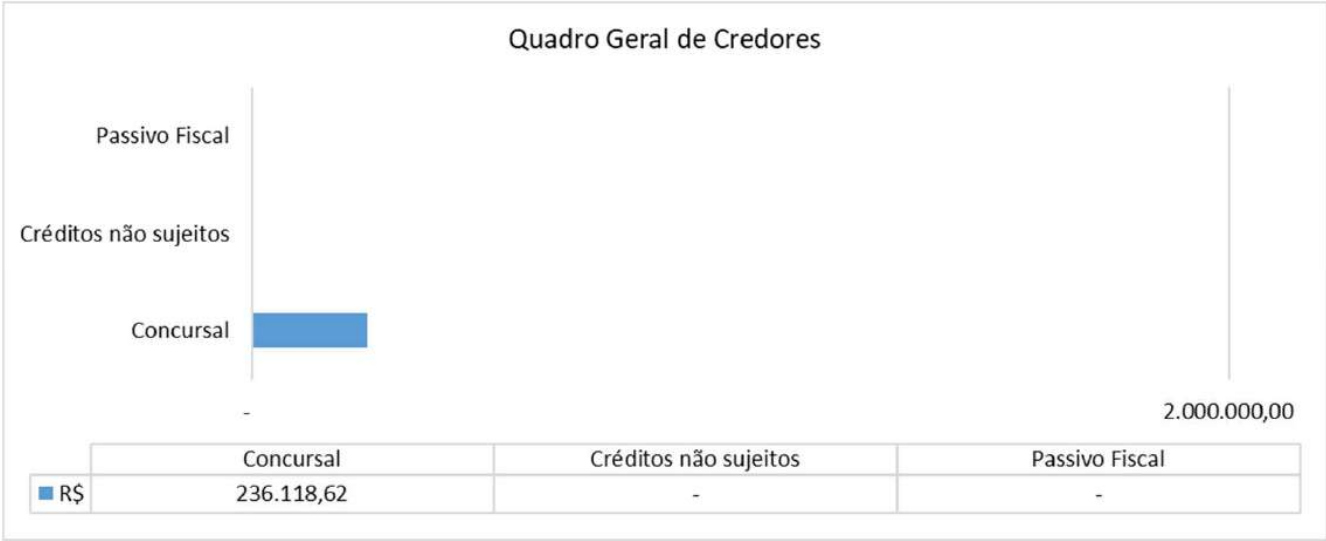 Quadro Geral de Credores
Passivo Fiscal
Créditos não sujeitos
Concursal
- 2.000.000,00
Concursal Créditos não sujeitos Passivo Fiscal
R$ 236.118,62 - -